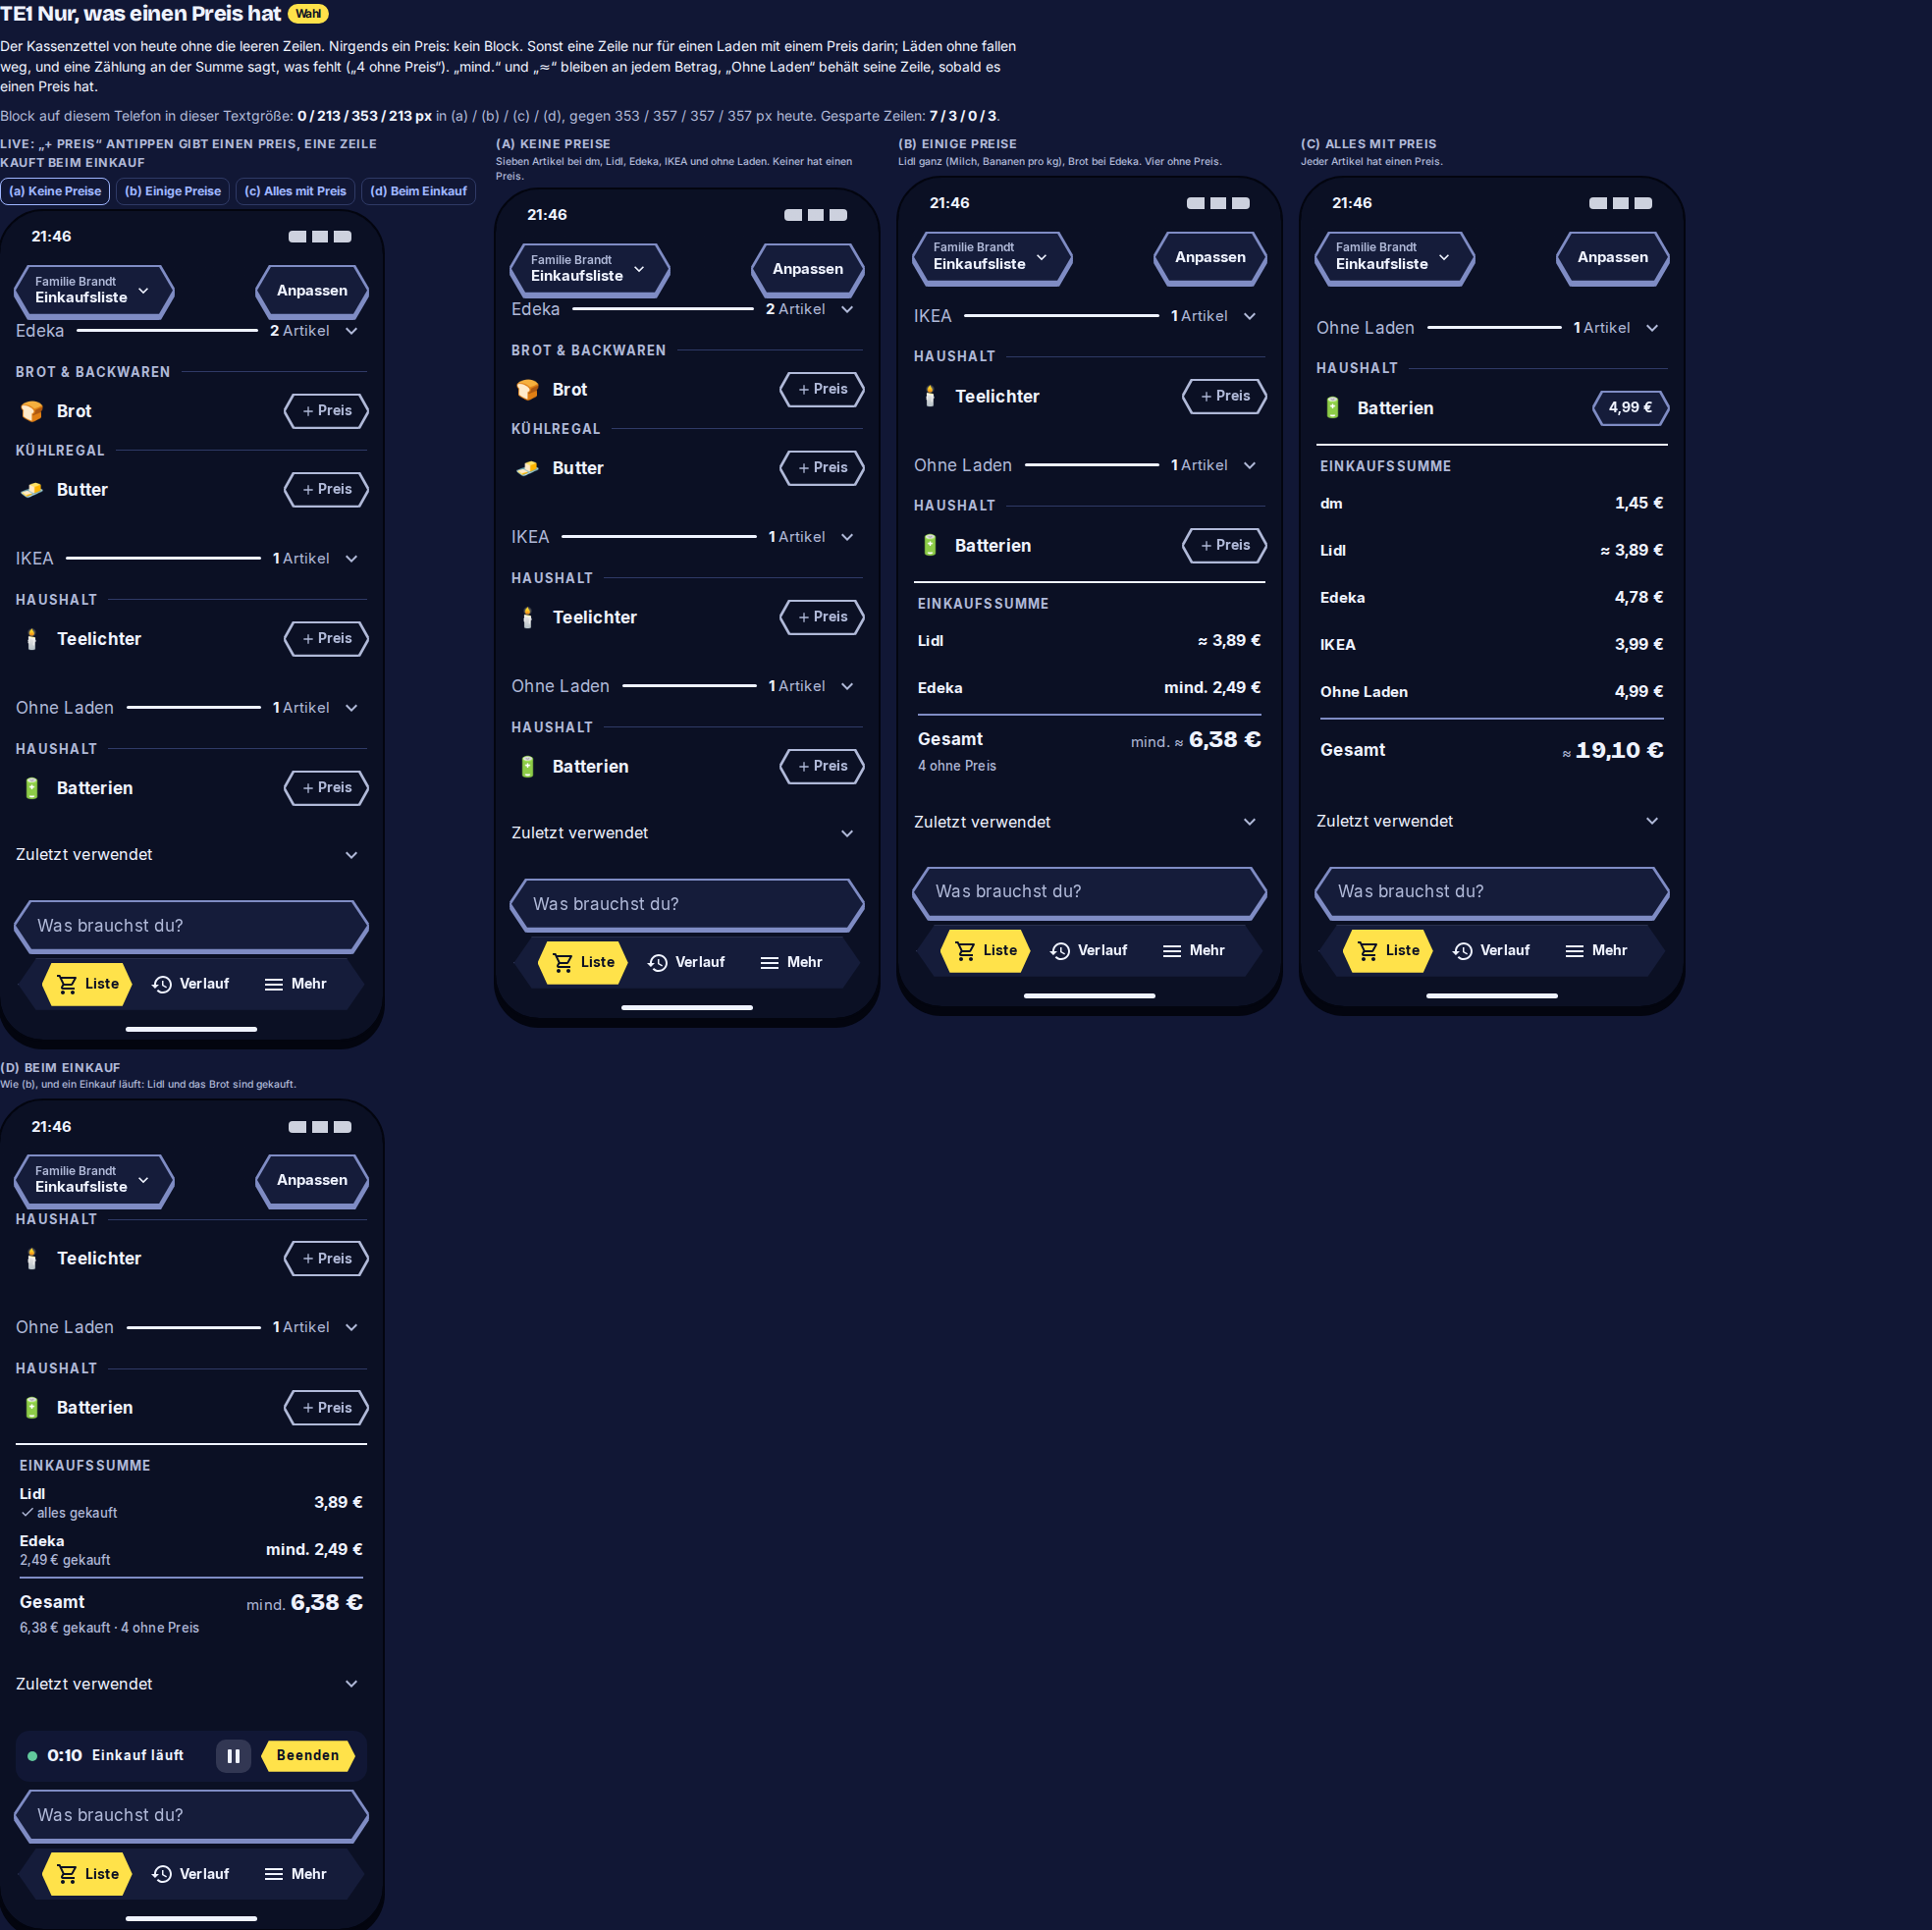 TE1 Nur, was einen Preis hat Wahl
Der Kassenzettel von heute ohne die leeren Zeilen. Nirgends ein Preis: kein Block. Sonst eine Zeile nur für einen Laden mit einem Preis darin; Läden ohne fallen
weg, und eine Zählung an der Summe sagt, was fehlt („4 ohne Preis“). „mind.“ und „≈“ bleiben an jedem Betrag, „Ohne Laden“ behält seine Zeile, sobald es
einen Preis hat.
Block auf diesem Telefon in dieser Textgröße: 0 / 213 / 353 / 213 px in (a) / (b) / (c) / (d), gegen 353 / 357 / 357 / 357 px heute. Gesparte Zeilen: 7 / 3 / 0 / 3.
LIVE: „+ PREIS“ ANTIPPEN GIBT EINEN PREIS, EINE ZEILE
KAUFT BEIM EINKAUF
(a) Keine Preise
(b) Einige Preise
(c) Alles mit Preis
(d) Beim Einkauf
21:46
Familie Brandt
Einkaufsliste
Anpassen
Edeka 2 Artikel
BROT & BACKWAREN
Brot + Preis
KÜHLREGAL
Butter + Preis
IKEA 1 Artikel
HAUSHALT
Teelichter + Preis
Ohne Laden 1 Artikel
HAUSHALT
Batterien + Preis
Zuletzt verwendet
Was brauchst du?
Liste Verlauf Mehr
(A) KEINE PREISE
Sieben Artikel bei dm, Lidl, Edeka, IKEA und ohne Laden. Keiner hat einen
Preis.
21:46
Familie Brandt
Einkaufsliste
Anpassen
Edeka 2 Artikel
BROT & BACKWAREN
Brot + Preis
KÜHLREGAL
Butter + Preis
IKEA 1 Artikel
HAUSHALT
Teelichter + Preis
Ohne Laden 1 Artikel
HAUSHALT
Batterien + Preis
Zuletzt verwendet
Was brauchst du?
Liste Verlauf Mehr
(B) EINIGE PREISE
Lidl ganz (Milch, Bananen pro kg), Brot bei Edeka. Vier ohne Preis.
21:46
Familie Brandt
Einkaufsliste
Anpassen
IKEA 1 Artikel
HAUSHALT
Teelichter + Preis
Ohne Laden 1 Artikel
HAUSHALT
Batterien + Preis
EINKAUFSSUMME
Lidl ≈ 3,89 €
Edeka mind. 2,49 €
Gesamt mind. ≈ 6,38 €
4 ohne Preis
Zuletzt verwendet
Was brauchst du?
Liste Verlauf Mehr
(C) ALLES MIT PREIS
Jeder Artikel hat einen Preis.
21:46
Familie Brandt
Einkaufsliste
Anpassen
Ohne Laden 1 Artikel
HAUSHALT
Batterien 4,99 €
EINKAUFSSUMME
dm 1,45 €
Lidl ≈ 3,89 €
Edeka 4,78 €
IKEA 3,99 €
Ohne Laden 4,99 €
Gesamt ≈ 19,10 €
Zuletzt verwendet
Was brauchst du?
Liste Verlauf Mehr
(D) BEIM EINKAUF
Wie (b), und ein Einkauf läuft: Lidl und das Brot sind gekauft.
21:46
Familie Brandt
Einkaufsliste
Anpassen
HAUSHALT
Teelichter + Preis
Ohne Laden 1 Artikel
HAUSHALT
Batterien + Preis
EINKAUFSSUMME
Lidl 3,89 €
✓ alles gekauft
Edeka mind. 2,49 €
2,49 € gekauft
Gesamt mind. 6,38 €
6,38 € gekauft · 4 ohne Preis
Zuletzt verwendet
0:10 Einkauf läuft Beenden
Was brauchst du?
Liste Verlauf Mehr